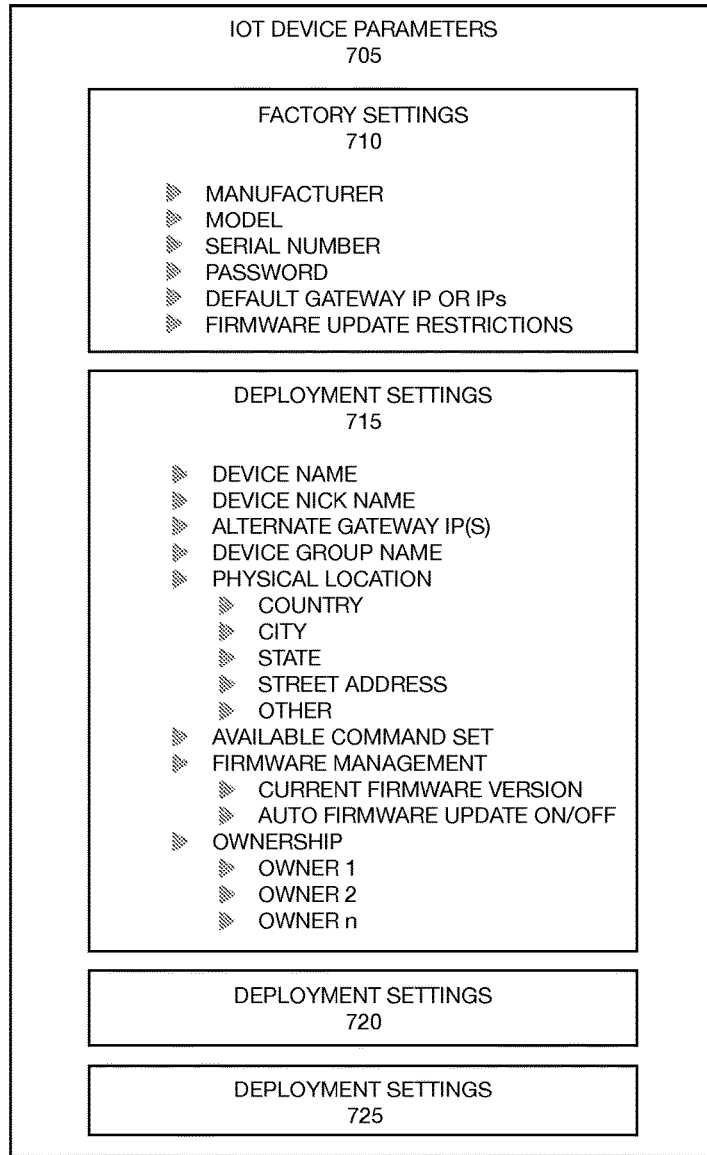 IOT DEVICE PARAMETERS
705
FACTORY SETTINGS
710
MANUFACTURER
MODEL
SERIAL NUMBER
PASSWORD
DEFAULT GATEWAY IP OR IPs
FIRMWARE UPDATE RESTRICTIONS
DEPLOYMENT SETTINGS
715
DEVICE NAME
DEVICE NICK NAME
ALTERNATE GATEWAY IP(S)
DEVICE GROUP NAME
PHYSICAL LOCATION
COUNTRY
CITY
STATE
STREET ADDRESS
OTHER
AVAILABLE COMMAND SET
FIRMWARE MANAGEMENT
CURRENT FIRMWARE VERSION
AUTO FIRMWARE UPDATE ON/OFF
OWNERSHIP
OWNER 1
OWNER 2
OWNER n
DEPLOYMENT SETTINGS
720
DEPLOYMENT SETTINGS
725